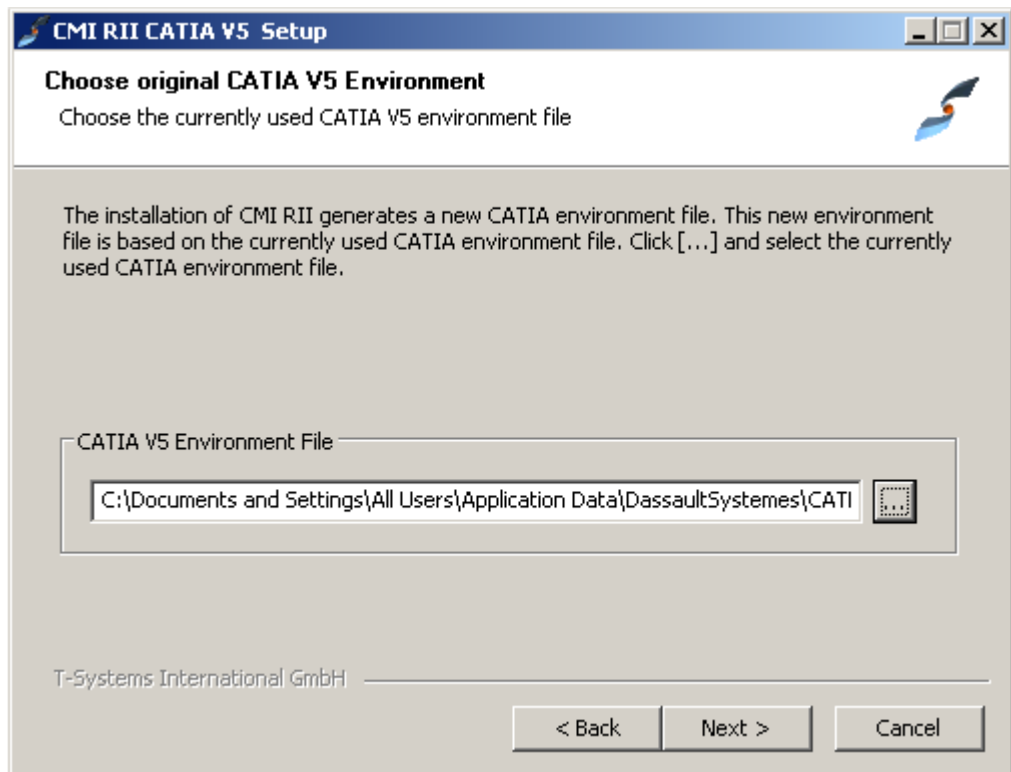 CMI RII CATIA V5 Setup
Choose original CATIA V5 Environment
Choose the currently used CATIA V5 environment file
The installation of CMI RII generates a new CATIA environment file. This new environment
file is based on the currently used CATIA environment file. Click [...] and select the currently
used CATIA environment file.
CATIA V5 Environment File
C:\Documents and Settings\All Users\Application Data\DassaultSystemes\CATI
...
T-Systems International GmbH
< Back Next > Cancel